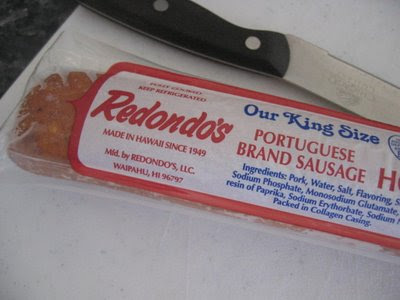 FULLY COOKED
KEEP REFRIGERATED
Redondo's
MADE IN HAWAII SINCE 1949
Mfd. by REDONDO'S, LLC.
WAIPAHU, HI 96797
Our King Size
PORTUGUESE
BRAND SAUSAGE
Ingredients: Pork, Water, Salt, Flavoring,
Sodium Phosphate, Monosodium Glutamate,
resin of Paprika, Sodium Erythorbate, Sodium
Packed in Collagen Casing.